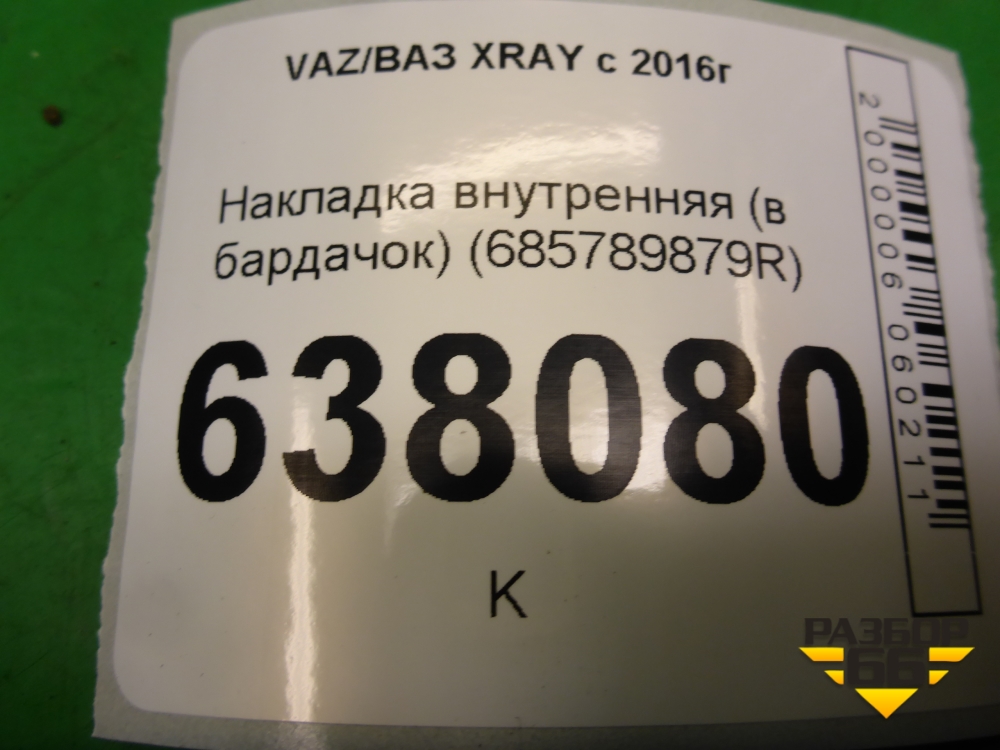 VAZ/ВАЗ XRAY с 2016г
Накладка внутренняя (в
бардачок) (685789879R)
638080
К
2000006060211
РАЗБОР
66